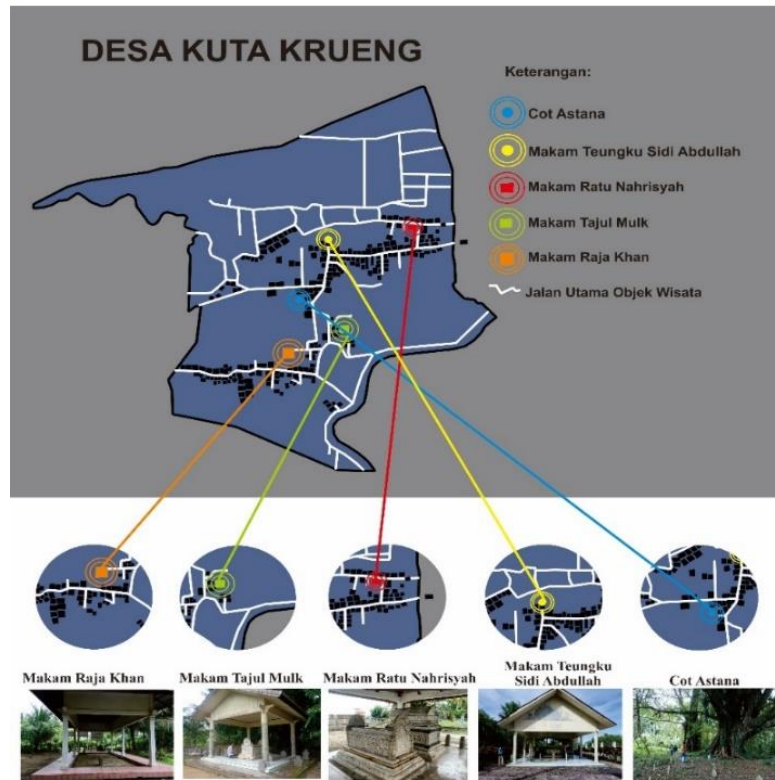 DESA KUTA KRUENG
Keterangan:
Cot Astana
Makam Teungku Sidi Abdullah
Makam Ratu Nahrisyah
Makam Tajul Mulk
Makam Raja Khan
Jalan Utama Objek Wisata
Makam Raja Khan
Makam Tajul Mulk
Makam Ratu Nahrisyah
Makam Teungku
Sidi Abdullah
Cot Astana